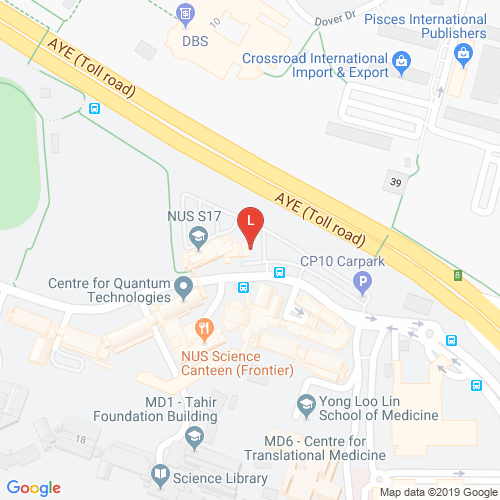 Dover Dr
10
DBS
Pisces International
Publishers
Crossroad International
Import & Export
AYE (Toll road)
39
AYE (Toll road)
L
NUS S17
CP10 Carpark
P
8
Centre for Quantum
Technologies
NUS Science
Canteen (Frontier)
MD1 - Tahir
Foundation Building
Yong Loo Lin
School of Medicine
18
MD6 - Centre for
Translational Medicine
Science Library
Google
Map data ©2019 Google